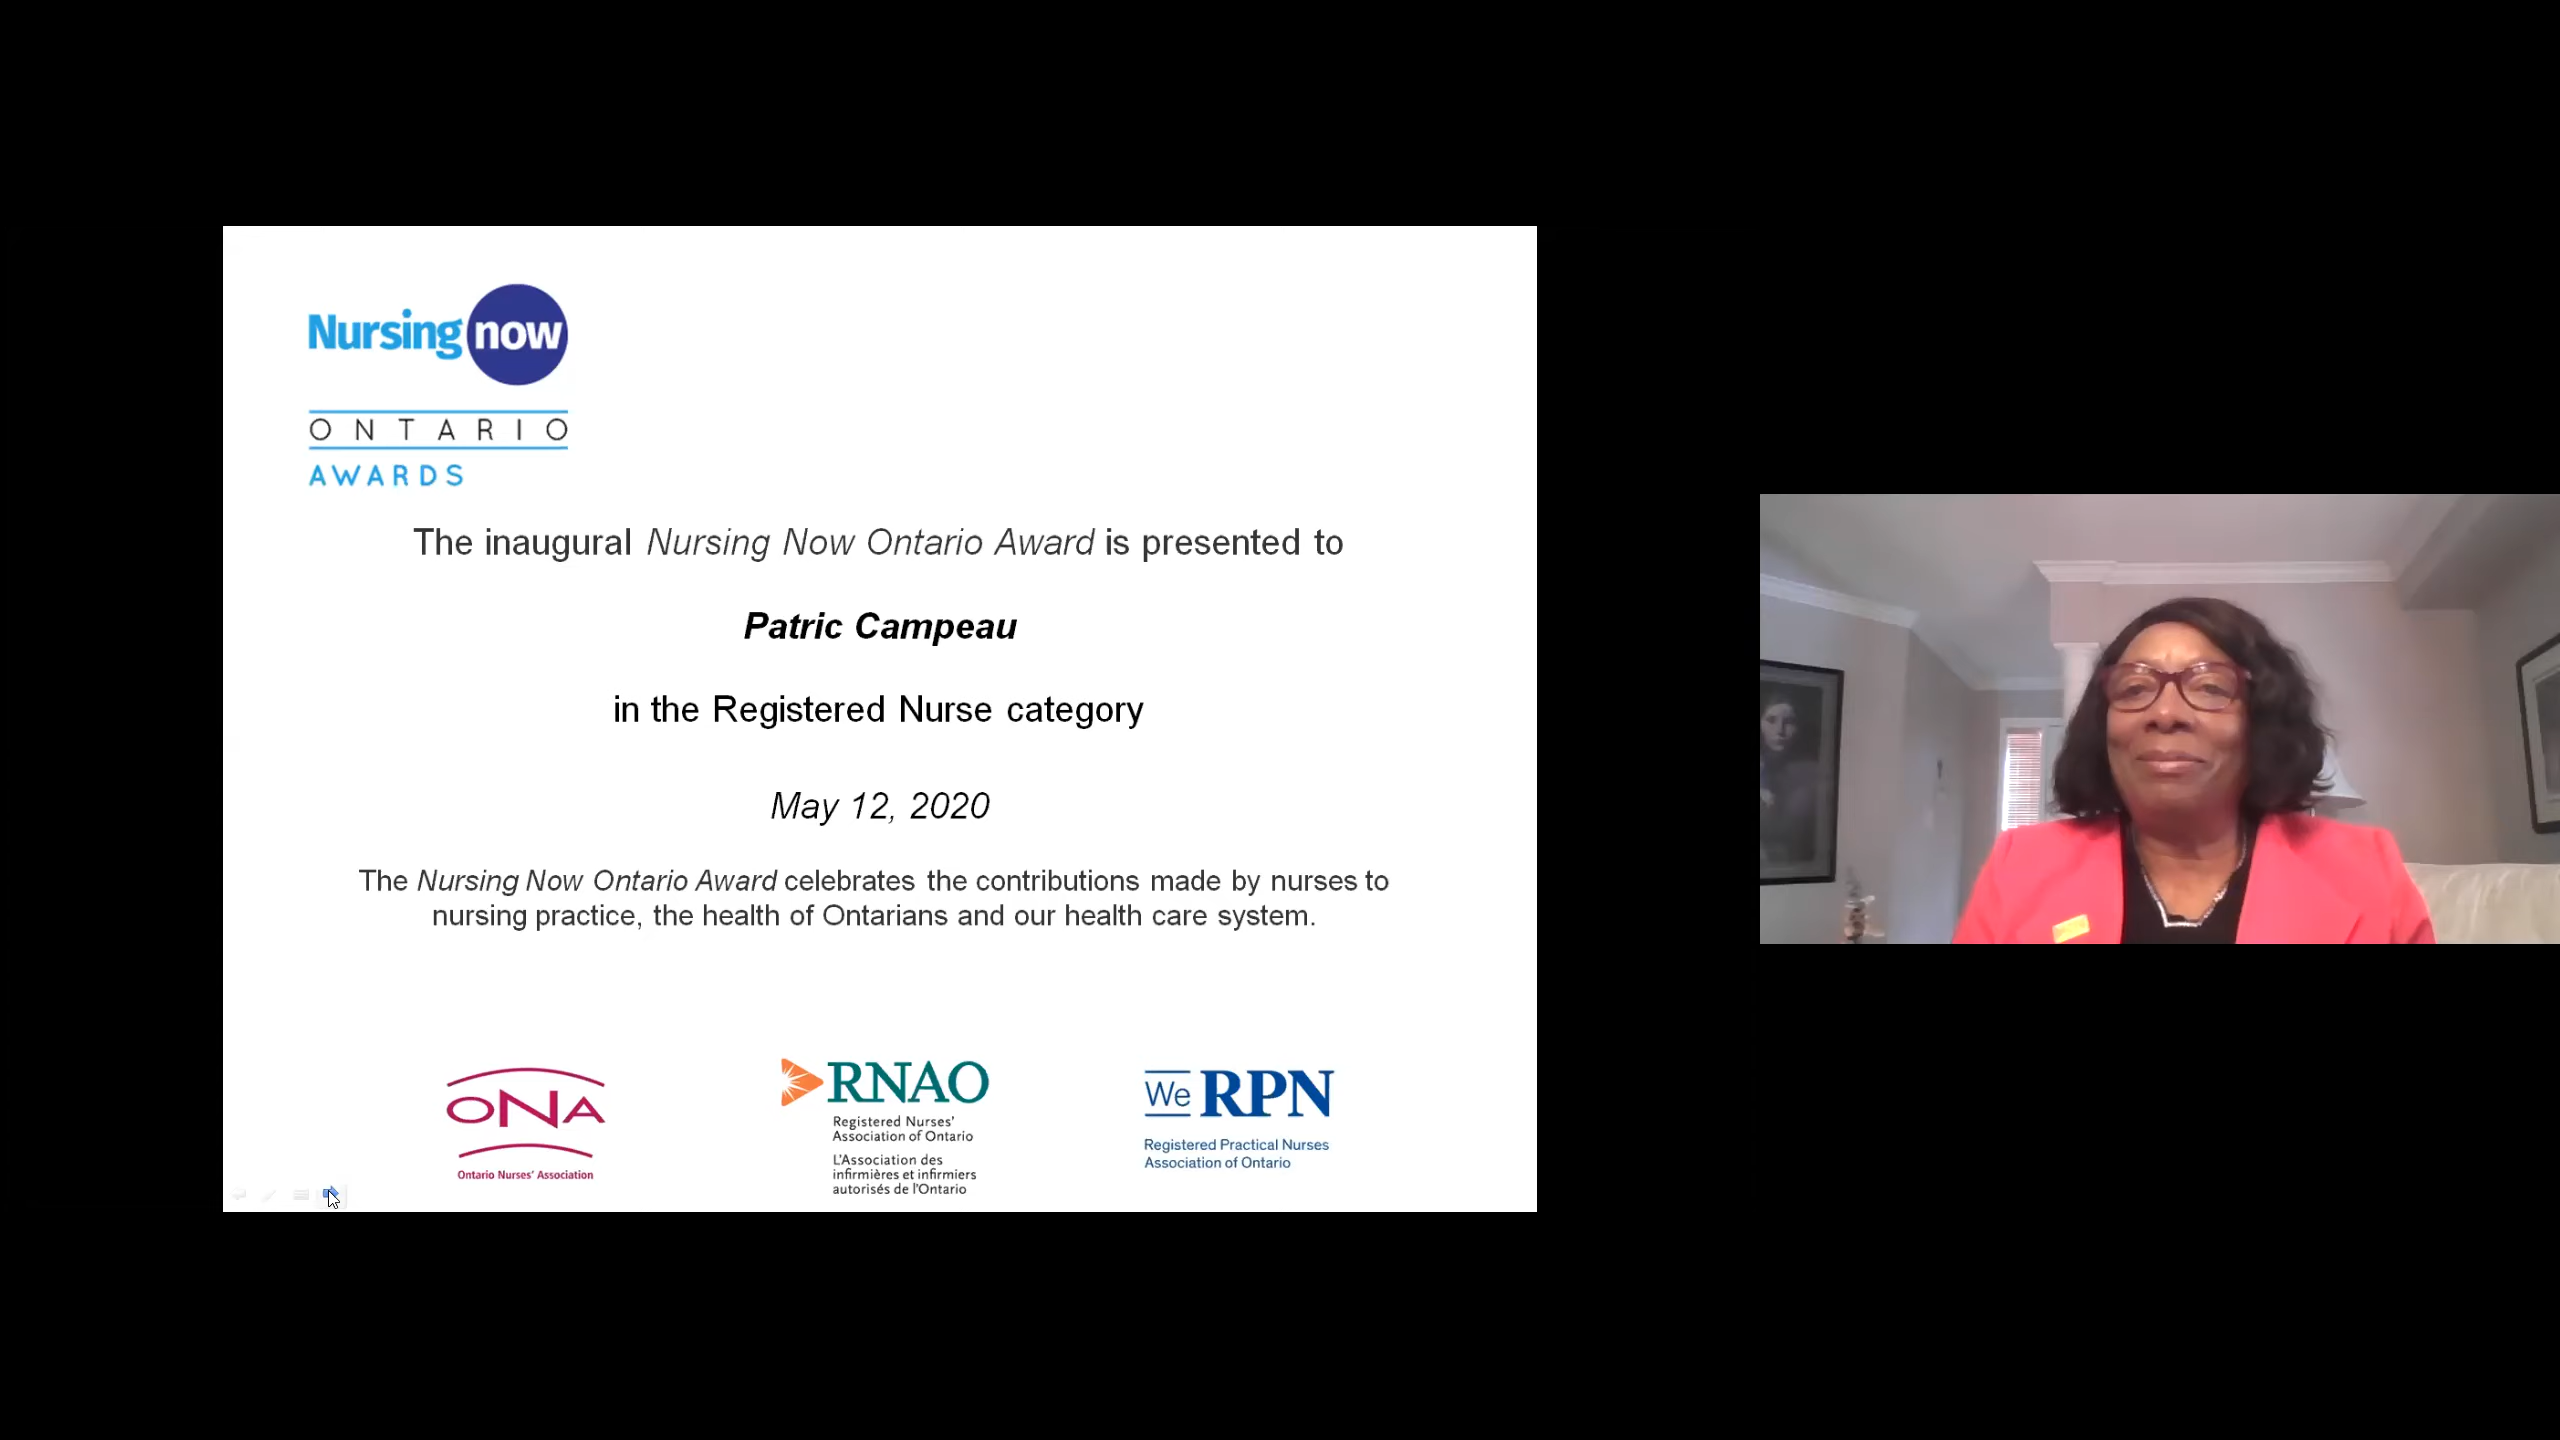 Nursing now
ONTARIO
AWARDS
The inaugural Nursing Now Ontario Award is presented to
Patric Campeau
in the Registered Nurse category
May 12, 2020
The Nursing Now Ontario Award celebrates the contributions made by nurses to
nursing practice, the health of Ontarians and our health care system.
ONA
Ontario Nurses' Association
RNAO
Registered Nurses'
Association of Ontario
L'Association des
infirmières et infirmiers
autorisés de l'Ontario
We RPN
Registered Practical Nurses
Association of Ontario